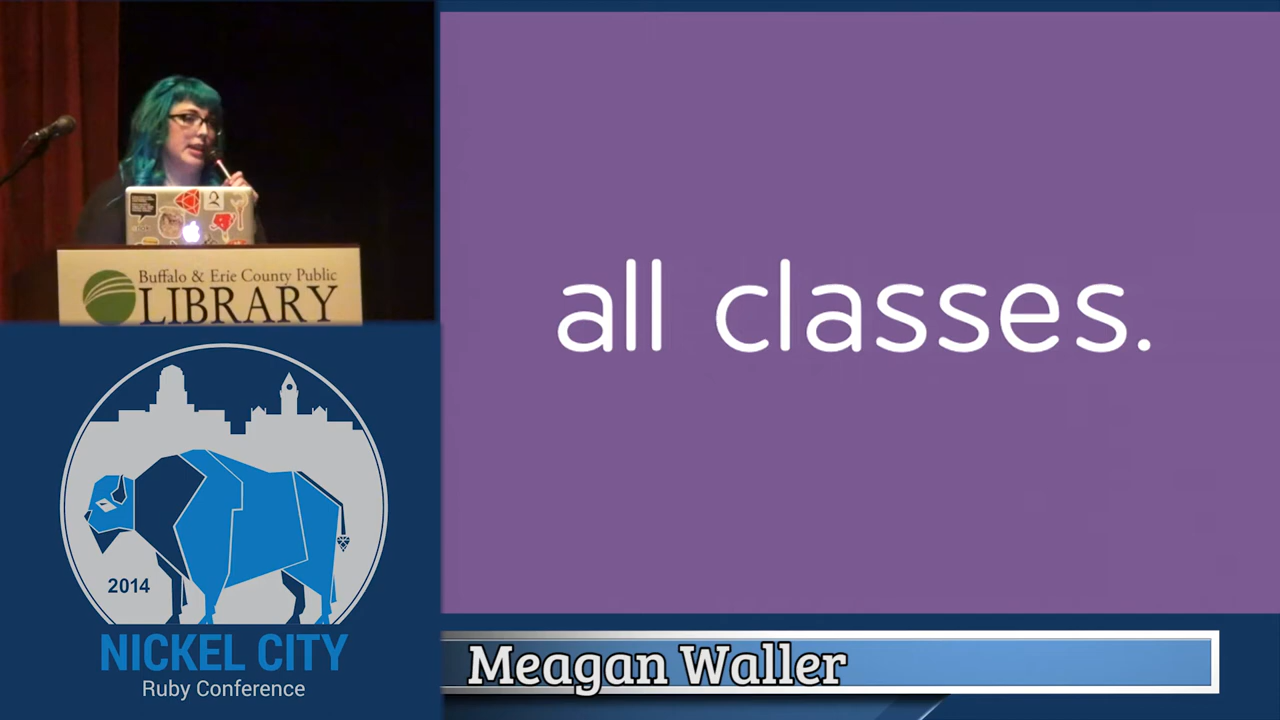 Buffalo & Erie County Public
LIBRARY
all classes.
2014
NICKEL CITY
Ruby Conference
Meagan Waller